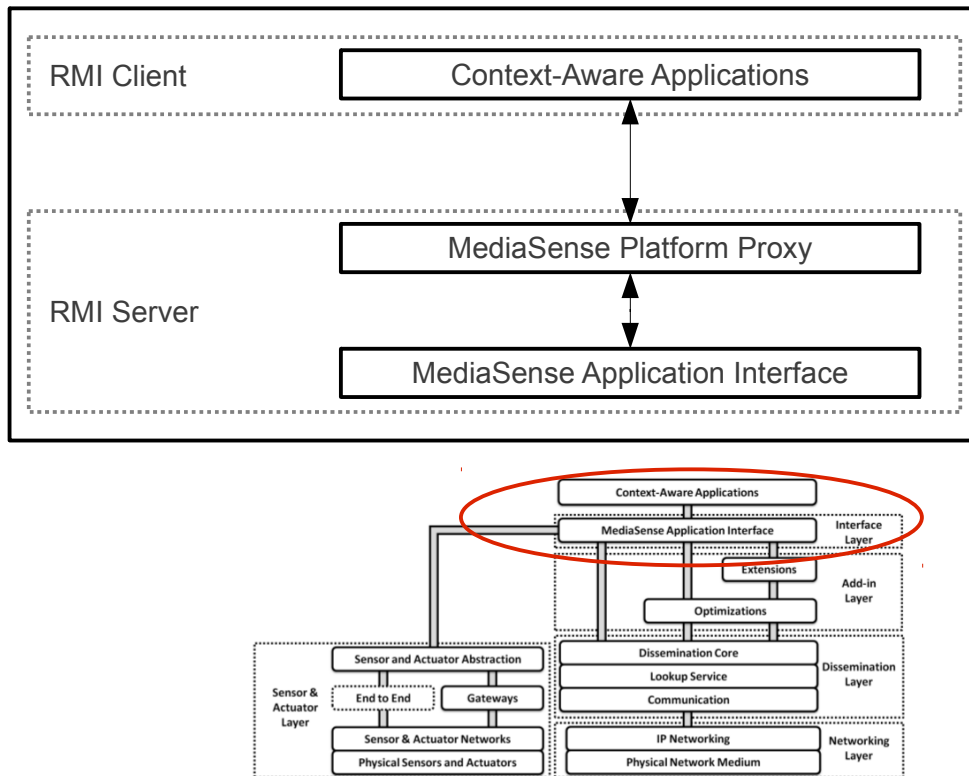 RMI Client
Context-Aware Applications
MediaSense Platform Proxy
RMI Server
MediaSense Application Interface
Context-Aware Applications
MediaSense Application Interface
Interface
Layer
Extensions
Add-in
Layer
Optimizations
Sensor and Actuator Abstraction
Dissemination Core
Lookup Service
Dissemination
Layer
Sensor &
Actuator
Layer
End to End
Gateways
Communication
Sensor & Actuator Networks
IP Networking
Networking
Layer
Physical Sensors and Actuators
Physical Network Medium